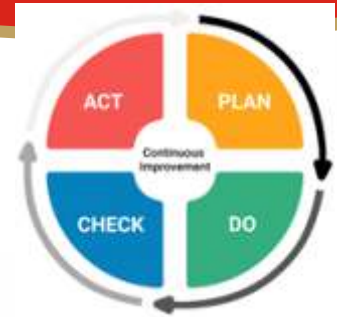 ACT
PLAN
Continuous
Improvement
CHECK
DO